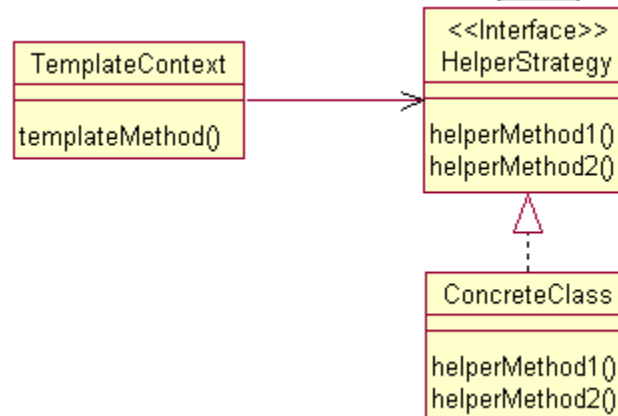 TemplateContext
templateMethod()
<<Interface>>
HelperStrategy
helperMethod1()
helperMethod2()
ConcreteClass
helperMethod1()
helperMethod2()